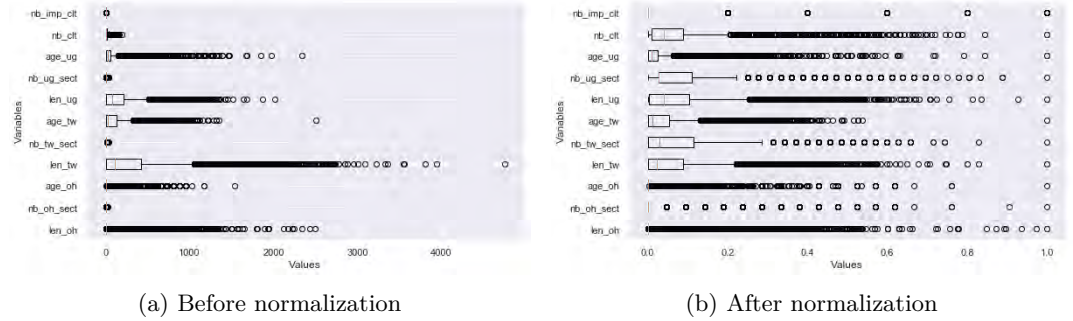 nb_imp_clt
nb_clt
age_ug
nb_ug_sect
len_ug
age_tw
nb_tw_sect
len_tw
age_oh
nb_oh_sect
len_oh
Variables
0 1000 2000 3000 4000
Values
(a) Before normalization
nb_imp_clt
nb_clt
age_ug
nb_ug_sect
len_ug
age_tw
nb_tw_sect
len_tw
age_oh
nb_oh_sect
len_oh
Variables
0.0 0.2 0.4 0.6 0.8 1.0
Values
(b) After normalization